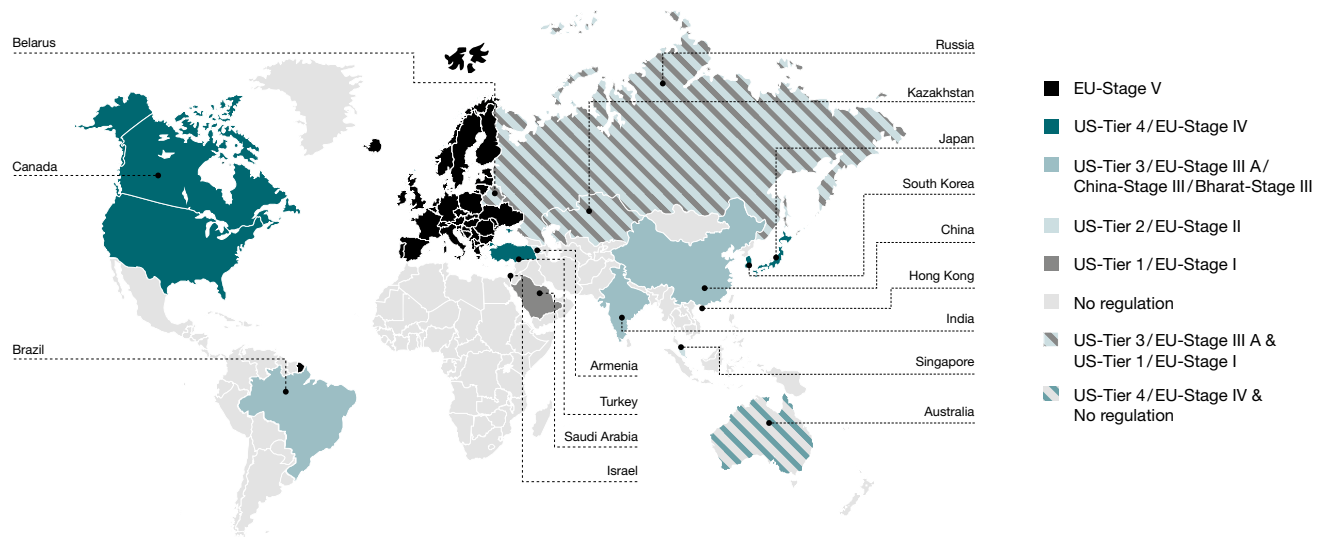 Belarus
Canada
Brazil
Russia
Kazakhstan
Japan
South Korea
China
Hong Kong
India
Singapore
Australia
Armenia
Turkey
Saudi Arabia
Israel
EU-Stage V
US-Tier 4/EU-Stage IV
US-Tier 3/EU-Stage III A/
China-Stage III/Bharat-Stage III
US-Tier 2/EU-Stage II
US-Tier 1/EU-Stage I
No regulation
US-Tier 3/EU-Stage III A &
US-Tier 1/EU-Stage I
US-Tier 4/EU-Stage IV &
No regulation